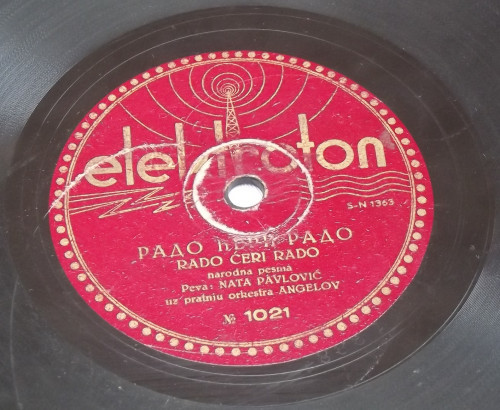 elektroton
S-N 1363
РАДО ЋЕРИ РАДО
RADO ĆERI RADO
narodna pesma
Peva: NATA PAVLOVIĆ
uz pratnju orkestra ANGELOV
№ 1021